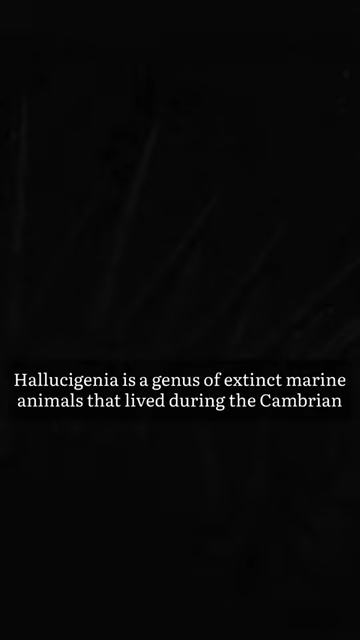 Hallucigenia is a genus of extinct marine
animals that lived during the Cambrian